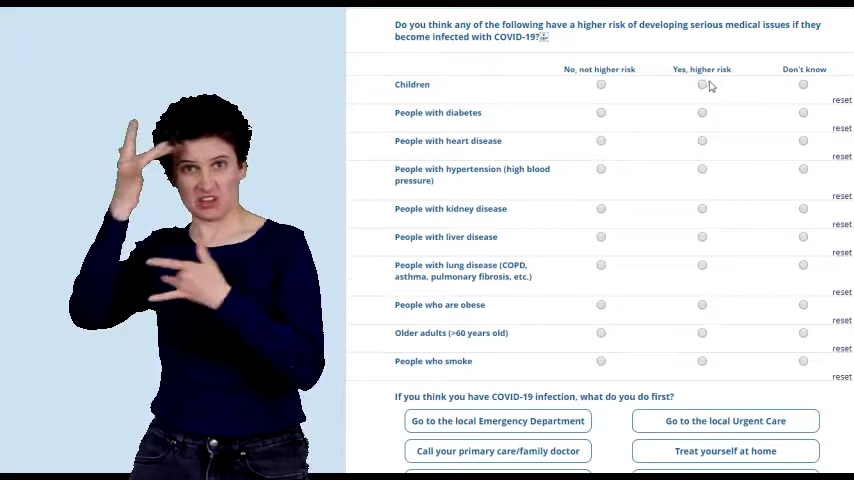 Do you think any of the following have a higher risk of developing serious medical issues if they
become infected with COVID-19?
No, not higher risk Yes, higher risk Don't know
Children
reset
People with diabetes
reset
People with heart disease
reset
People with hypertension (high blood
pressure)
reset
People with kidney disease
reset
People with liver disease
reset
People with lung disease (COPD,
asthma, pulmonary fibrosis, etc.)
reset
People who are obese
reset
Older adults (>60 years old)
reset
People who smoke
reset
If you think you have COVID-19 infection, what do you do first?
Go to the local Emergency Department Go to the local Urgent Care
Call your primary care/family doctor Treat yourself at home